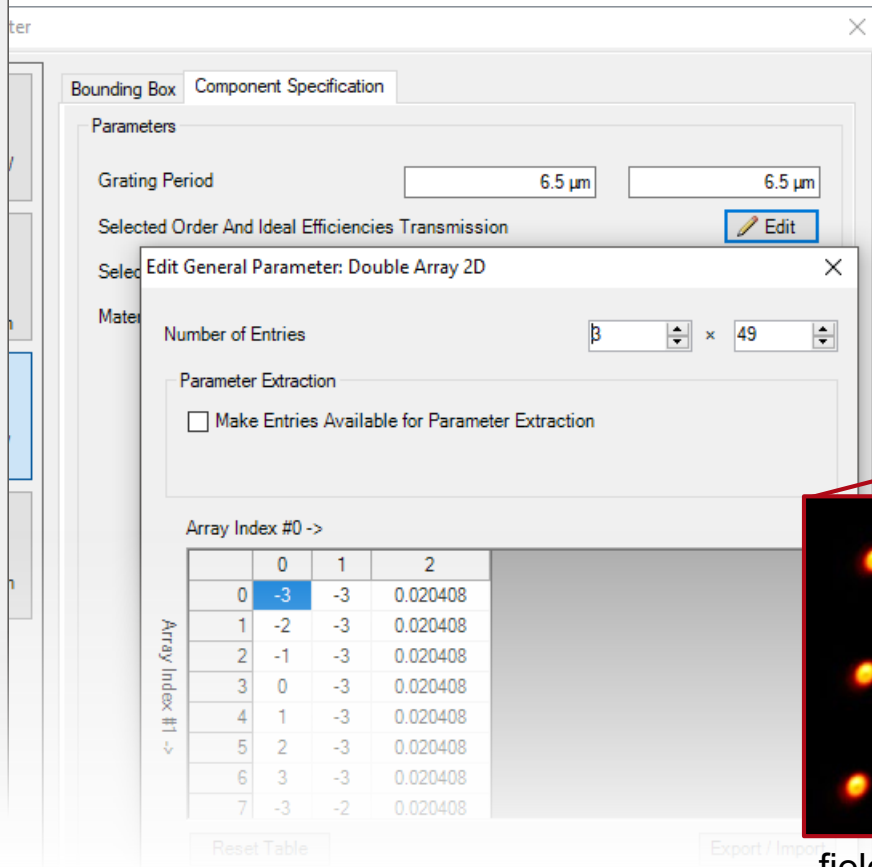 ter
Bounding Box Component Specification
Parameters
Grating Period 6.5 µm 6.5 µm
Selected Order And Ideal Efficiencies Transmission Edit
Selec
Edit General Parameter: Double Array 2D
Mater
Number of Entries 3 × 49
Parameter Extraction
Make Entries Available for Parameter Extraction
Array Index #0 ->
0 1 2
0 -3 -3 0.020408
1 -2 -3 0.020408
2 -1 -3 0.020408
3 0 -3 0.020408
4 1 -3 0.020408
5 2 -3 0.020408
6 3 -3 0.020408
7 -3 -2 0.020408
Array Index #1 ->
Reset Table Export / Import